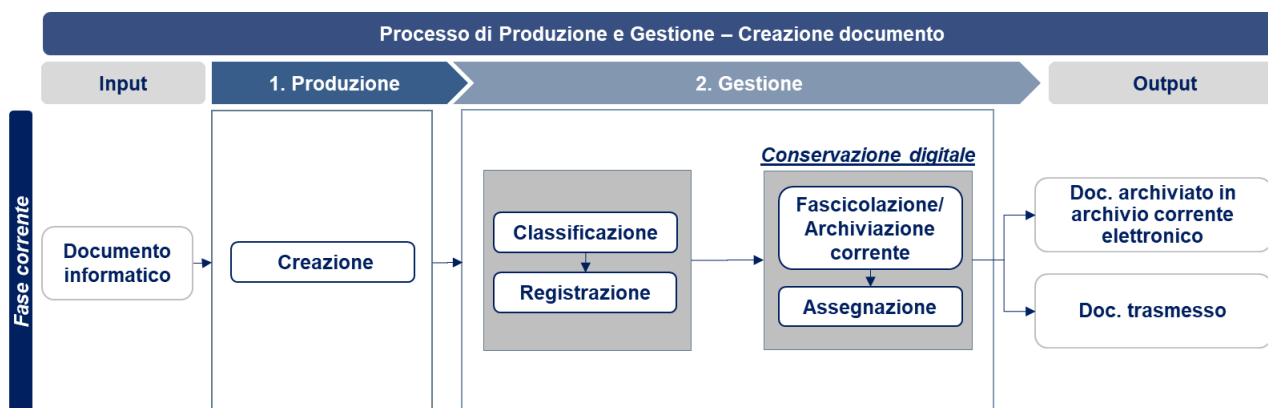 Processo di Produzione e Gestione – Creazione documento
Input
1. Produzione
2. Gestione
Output
Fase corrente
Documento
informatico
Creazione
Classificazione
Registrazione
Conservazione digitale
Fascicolazione/
Archiviazione
corrente
Assegnazione
Doc. archiviato in
archivio corrente
elettronico
Doc. trasmesso